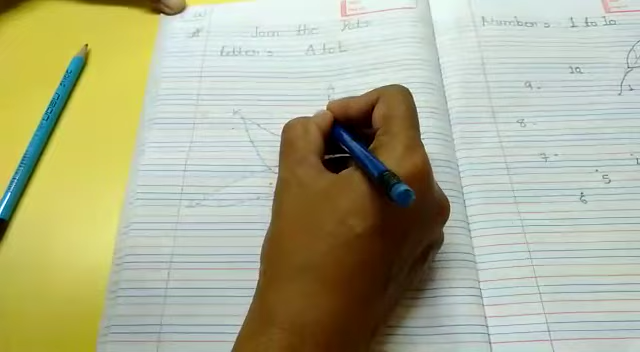 Join the dots
Letters A to L
A
K
Numbers 1 to 10
10
9.
8.
7.
5
6